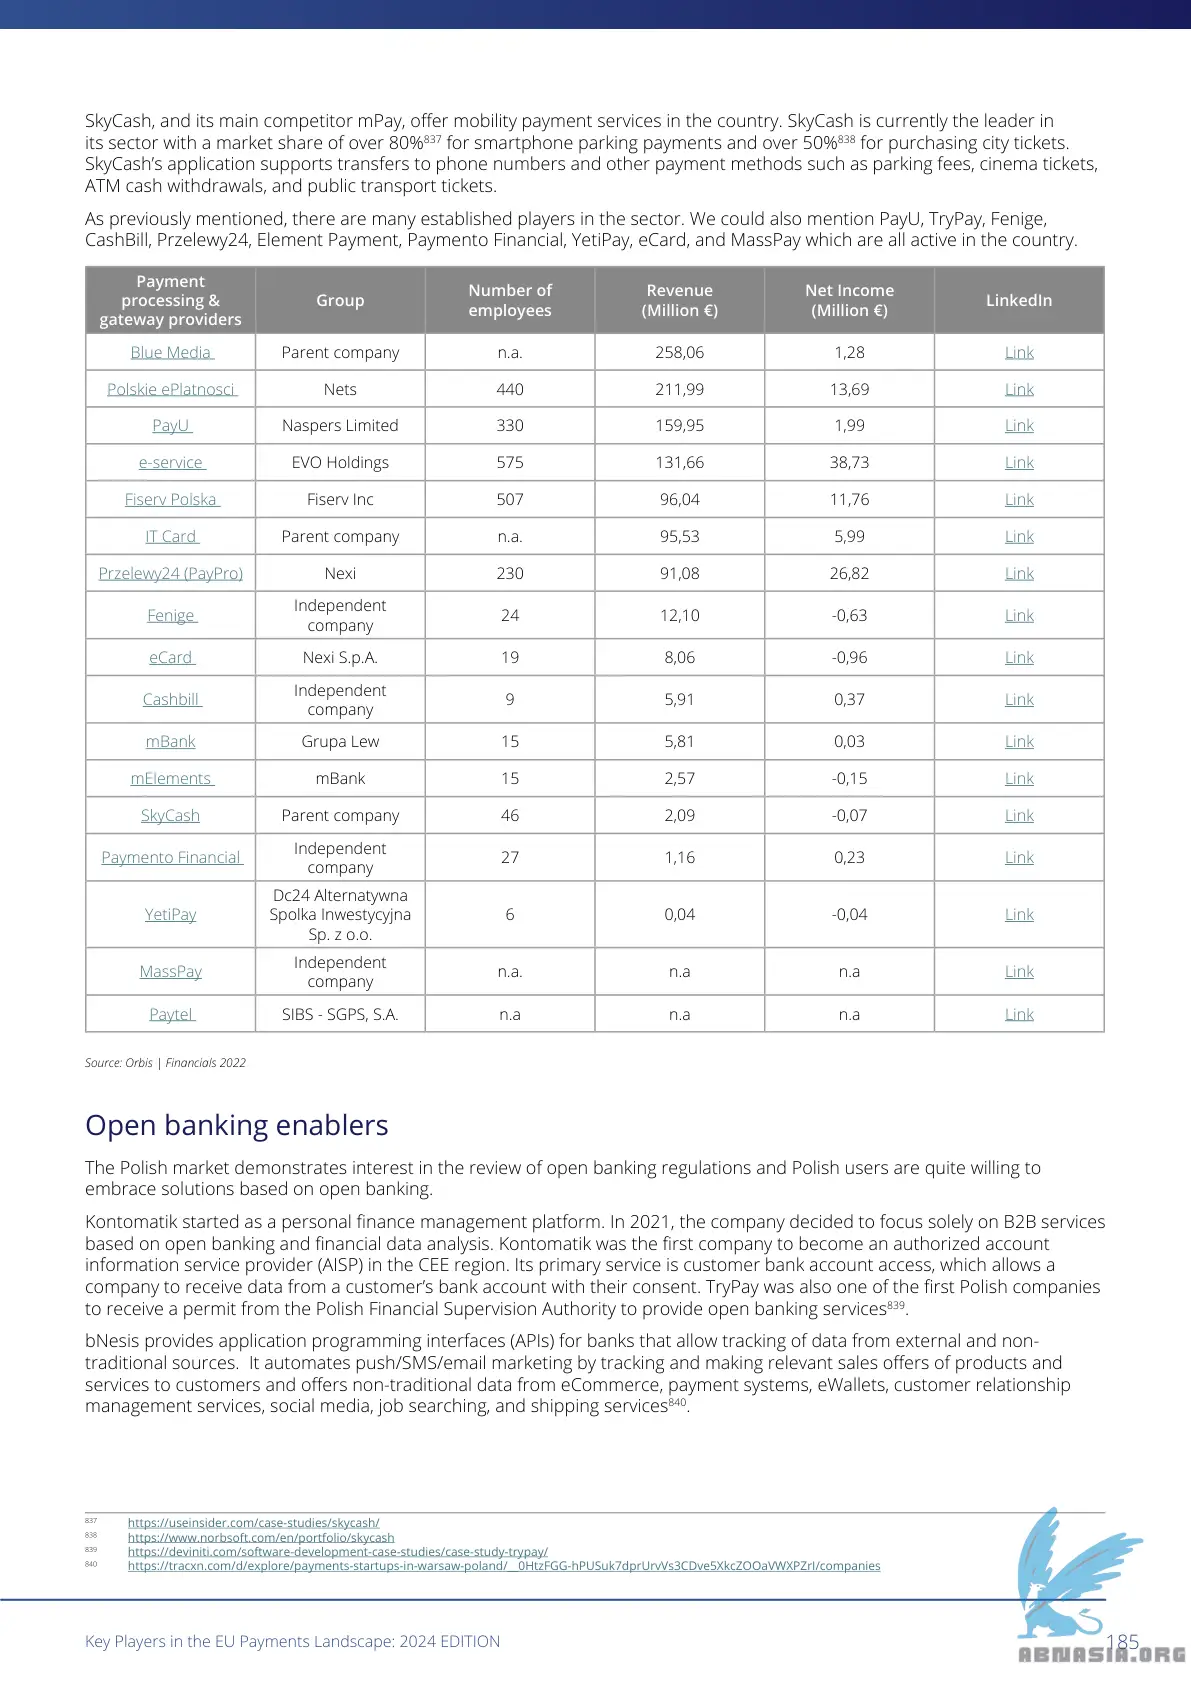 SkyCash, and its main competitor mPay, offer mobility payment services in the country. SkyCash is currently the leader in
its sector with a market share of over 80%837 for smartphone parking payments and over 50%838 for purchasing city tickets.
SkyCash's application supports transfers to phone numbers and other payment methods such as parking fees, cinema tickets,
ATM cash withdrawals, and public transport tickets.
As previously mentioned, there are many established players in the sector. We could also mention PayU, TryPay, Fenige,
CashBill, Przelewy24, Element Payment, Paymento Financial, YetiPay, eCard, and MassPay which are all active in the country.
Payment processing & gateway providers Group Number of employees Revenue (Million €) Net Income (Million €) LinkedIn
Blue Media Parent company n.a. 258,06 1,28 Link
Polskie ePlatnosci Nets 440 211,99 13,69 Link
PayU Naspers Limited 330 159,95 1,99 Link
e-service EVO Holdings 575 131,66 38,73 Link
Fiserv Polska Fiserv Inc 507 96,04 11,76 Link
IT Card Parent company n.a. 95,53 5,99 Link
Przelewy24 (PayPro) Nexi 230 91,08 26,82 Link
Fenige Independent company 24 12,10 -0,63 Link
eCard Nexi S.p.A. 19 8,06 -0,96 Link
Cashbill Independent company 9 5,91 0,37 Link
mBank Grupa Lew 15 5,81 0,03 Link
mElements mBank 15 2,57 -0,15 Link
SkyCash Parent company 46 2,09 -0,07 Link
Paymento Financial Independent company 27 1,16 0,23 Link
YetiPay Dc24 Alternatywna Spolka Inwestycyjna Sp. z o.o. 6 0,04 -0,04 Link
MassPay Independent company n.a. n.a n.a Link
Paytel SIBS - SGPS, S.A. n.a n.a n.a Link
Source: Orbis | Financials 2022
Open banking enablers
The Polish market demonstrates interest in the review of open banking regulations and Polish users are quite willing to
embrace solutions based on open banking.
Kontomatik started as a personal finance management platform. In 2021, the company decided to focus solely on B2B services
based on open banking and financial data analysis. Kontomatik was the first company to become an authorized account
information service provider (AISP) in the CEE region. Its primary service is customer bank account access, which allows a
company to receive data from a customer's bank account with their consent. TryPay was also one of the first Polish companies
to receive a permit from the Polish Financial Supervision Authority to provide open banking services839.
bNesis provides application programming interfaces (APIs) for banks that allow tracking of data from external and non-
traditional sources. It automates push/SMS/email marketing by tracking and making relevant sales offers of products and
services to customers and offers non-traditional data from eCommerce, payment systems, eWallets, customer relationship
management services, social media, job searching, and shipping services840.
837 https://useinsider.com/case-studies/skycash/
838 https://www.norbsoft.com/en/portfolio/skycash
839 https://deviniti.com/software-development-case-studies/case-study-trypay/
840 https://tracxn.com/d/explore/payments-startups-in-warsaw-poland/__0HtzFGG-hPUSuk7dprUrvVs3CDve5XkcZOOaVWXPZrI/companies
Key Players in the EU Payments Landscape: 2024 EDITION
185
ABNASIA.ORG